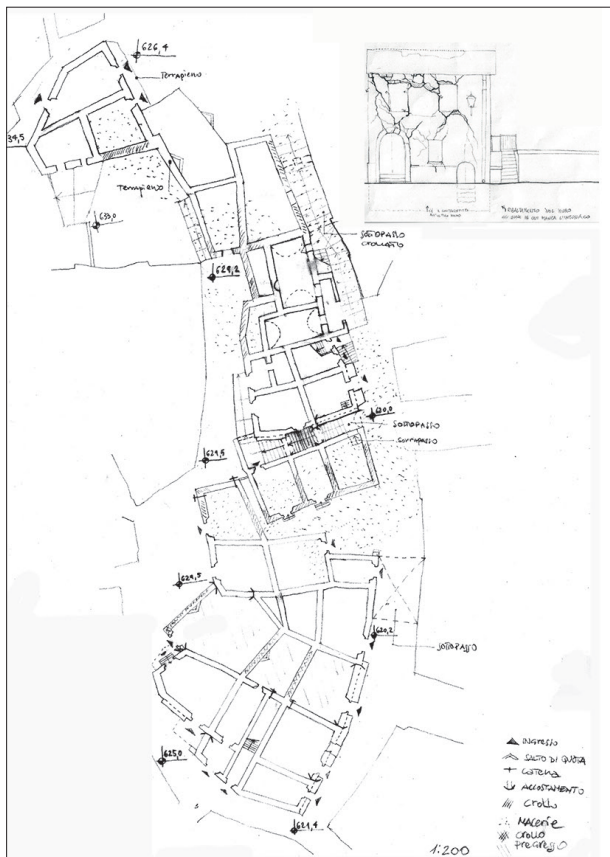 626,4
Terrapieno
34,5
Terrapieno
633,0
SOTTOPASSO
CROLLATO
629,2
620,0
SOTTOPASSO
SOPRAPASSO
629,5
629,5
620,2
SOTTOPASSO
625,0
621,4
INGRESSO
SALTO DI QUOTA
CATENA
ACCOSTAMENTO
Crollo
MACERIE
CROLLO
PREGRESSO
1:200